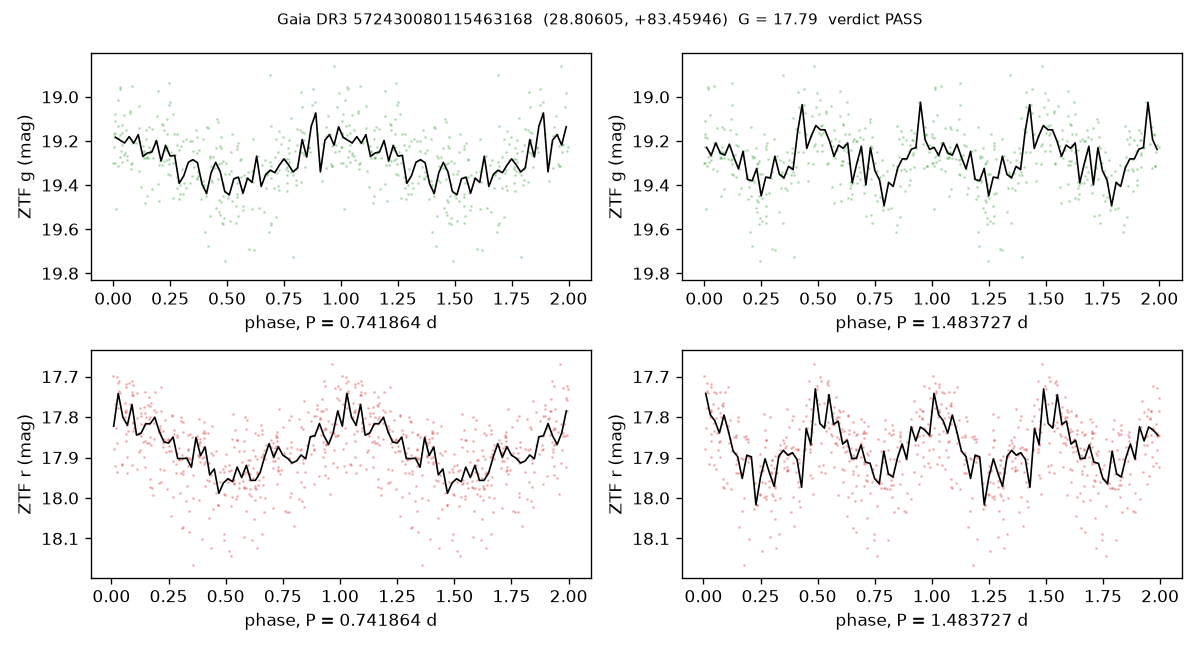 Gaia DR3 572430080115463168 (28.80605, +83.45946) G = 17.79 verdict PASS
ZTF g (mag)
19.0
19.2
19.4
19.6
19.8
0.00 0.25 0.50 0.75 1.00 1.25 1.50 1.75 2.00
phase, P = 0.741864 d
ZTF g (mag)
19.0
19.2
19.4
19.6
19.8
0.00 0.25 0.50 0.75 1.00 1.25 1.50 1.75 2.00
phase, P = 1.483727 d
ZTF r (mag)
17.7
17.8
17.9
18.0
18.1
0.00 0.25 0.50 0.75 1.00 1.25 1.50 1.75 2.00
phase, P = 0.741864 d
ZTF r (mag)
17.7
17.8
17.9
18.0
18.1
0.00 0.25 0.50 0.75 1.00 1.25 1.50 1.75 2.00
phase, P = 1.483727 d